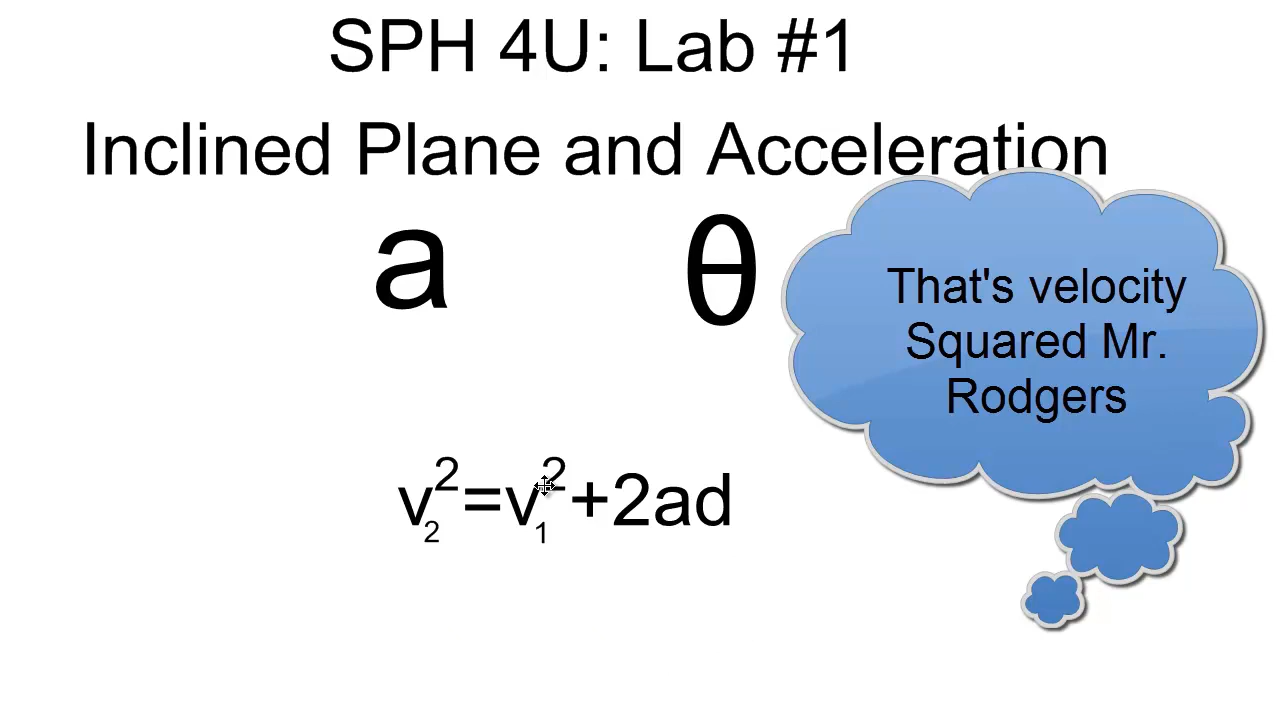 SPH 4U: Lab #1
Inclined Plane and Acceleration
a θ
That's velocity
Squared Mr.
Rodgers
v₂²=v₁²+2ad